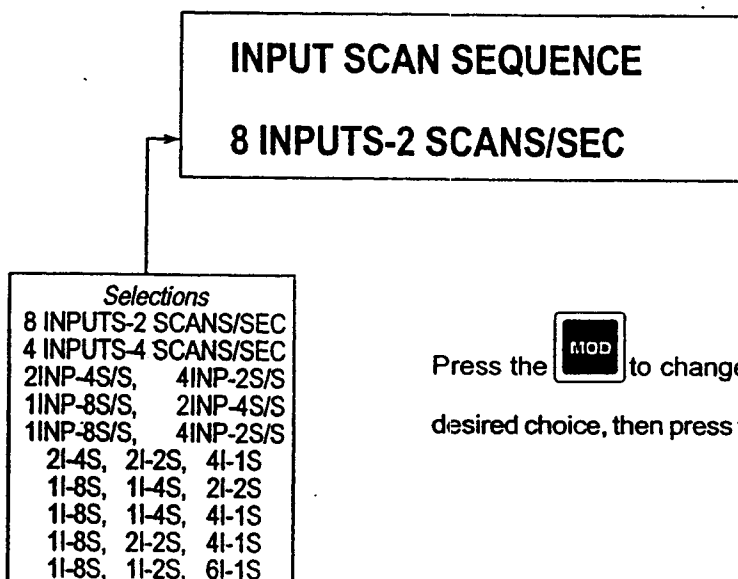 INPUT SCAN SEQUENCE
8 INPUTS-2 SCANS/SEC
Selections
8 INPUTS-2 SCANS/SEC
4 INPUTS-4 SCANS/SEC
2INP-4S/S, 4INP-2S/S
1INP-8S/S, 2INP-4S/S
1INP-8S/S, 4INP-2S/S
2I-4S, 2I-2S, 4I-1S
1I-8S, 1I-4S, 2I-2S
1I-8S, 1I-4S, 4I-1S
1I-8S, 2I-2S, 4I-1S
1I-8S, 1I-2S, 6I-1S
Press the MOD to change
desired choice, then press